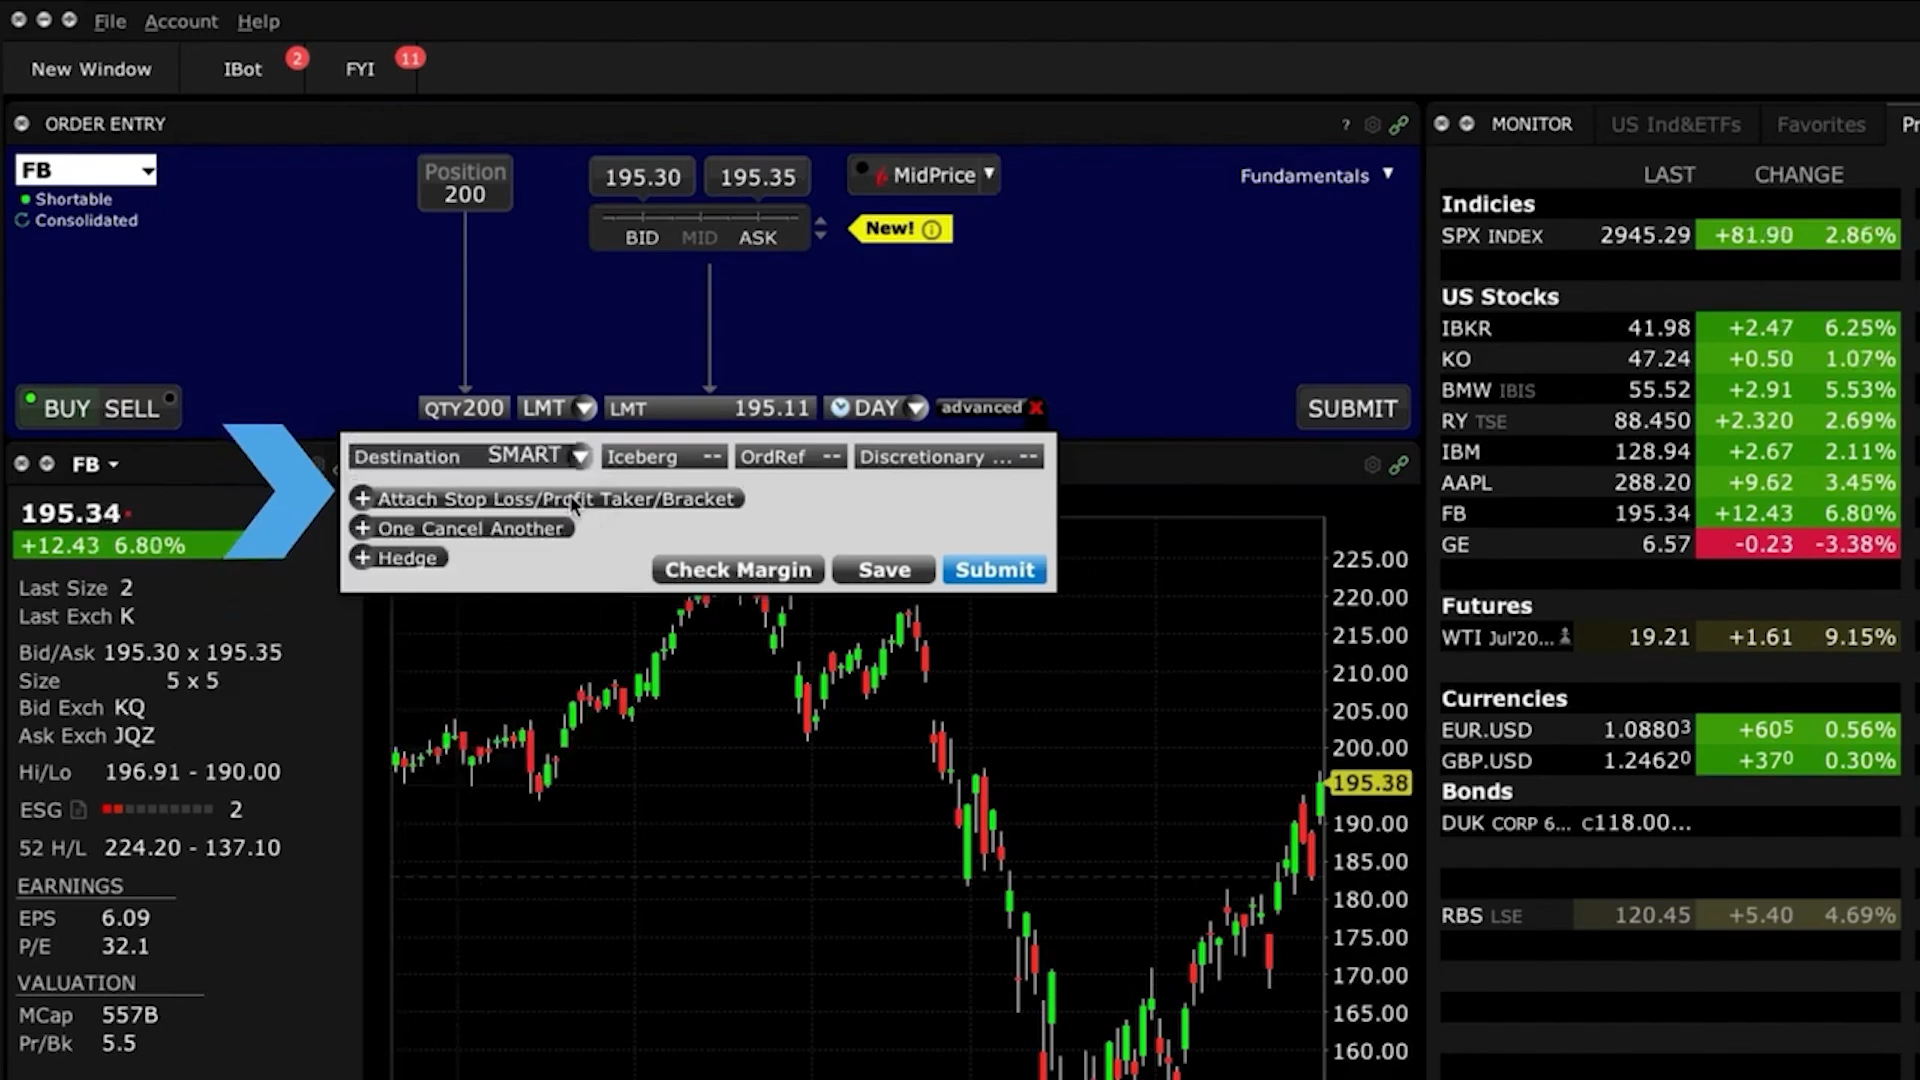 File Account Help
New Window IBot 2 FYI 11
ORDER ENTRY ?
FB
Shortable
Consolidated
Position
200
195.30 195.35
BID MID ASK
MidPrice
New!
Fundamentals
BUY SELL
QTY 200 LMT LMT 195.11 DAY advanced x
SUBMIT
Destination SMART Iceberg -- OrdRef -- Discretionary ... --
+ Attach Stop Loss/Profit Taker/Bracket
+ One Cancel Another
+ Hedge
Check Margin Save Submit
FB
195.34
+12.43 6.80%
Last Size 2
Last Exch K
Bid/Ask 195.30 x 195.35
Size 5 x 5
Bid Exch KQ
Ask Exch JQZ
Hi/Lo 196.91 - 190.00
ESG 2
52 H/L 224.20 - 137.10
EARNINGS
EPS 6.09
P/E 32.1
VALUATION
MCap 557B
Pr/Bk 5.5
225.00
220.00
215.00
210.00
205.00
200.00
195.38
190.00
185.00
180.00
175.00
170.00
165.00
160.00
MONITOR US Ind&ETFs Favorites
LAST CHANGE
Indicies
SPX INDEX 2945.29 +81.90 2.86%
US Stocks
IBKR 41.98 +2.47 6.25%
KO 47.24 +0.50 1.07%
BMW IBIS 55.52 +2.91 5.53%
RY TSE 88.450 +2.320 2.69%
IBM 128.94 +2.67 2.11%
AAPL 288.20 +9.62 3.45%
FB 195.34 +12.43 6.80%
GE 6.57 -0.23 -3.38%
Futures
WTI Jul'20... 19.21 +1.61 9.15%
Currencies
EUR.USD 1.08803 +605 0.56%
GBP.USD 1.24620 +370 0.30%
Bonds
DUK CORP 6... C118.00...
RBS LSE 120.45 +5.40 4.69%